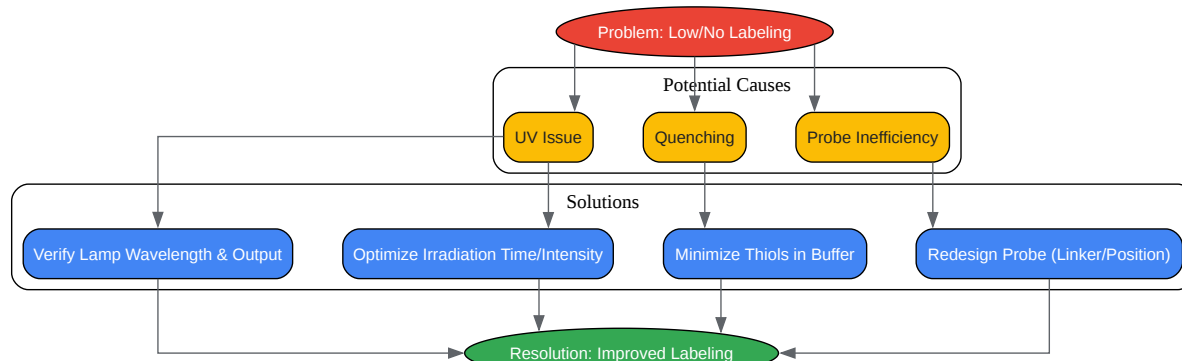 Problem: Low/No Labeling
Potential Causes
UV Issue
Quenching
Probe Inefficiency
Solutions
Verify Lamp Wavelength & Output
Optimize Irradiation Time/Intensity
Minimize Thiols in Buffer
Redesign Probe (Linker/Position)
Resolution: Improved Labeling